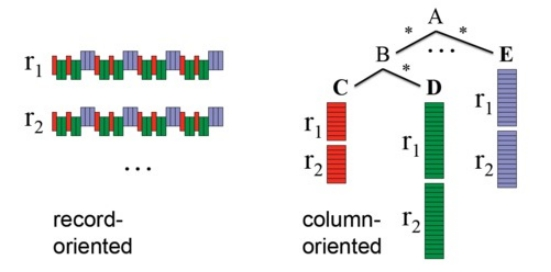 r1
r2
...
record-
oriented
A
* *
B ... E
*
C D
r1 r1 r1
r2 r2 r2
column-
oriented